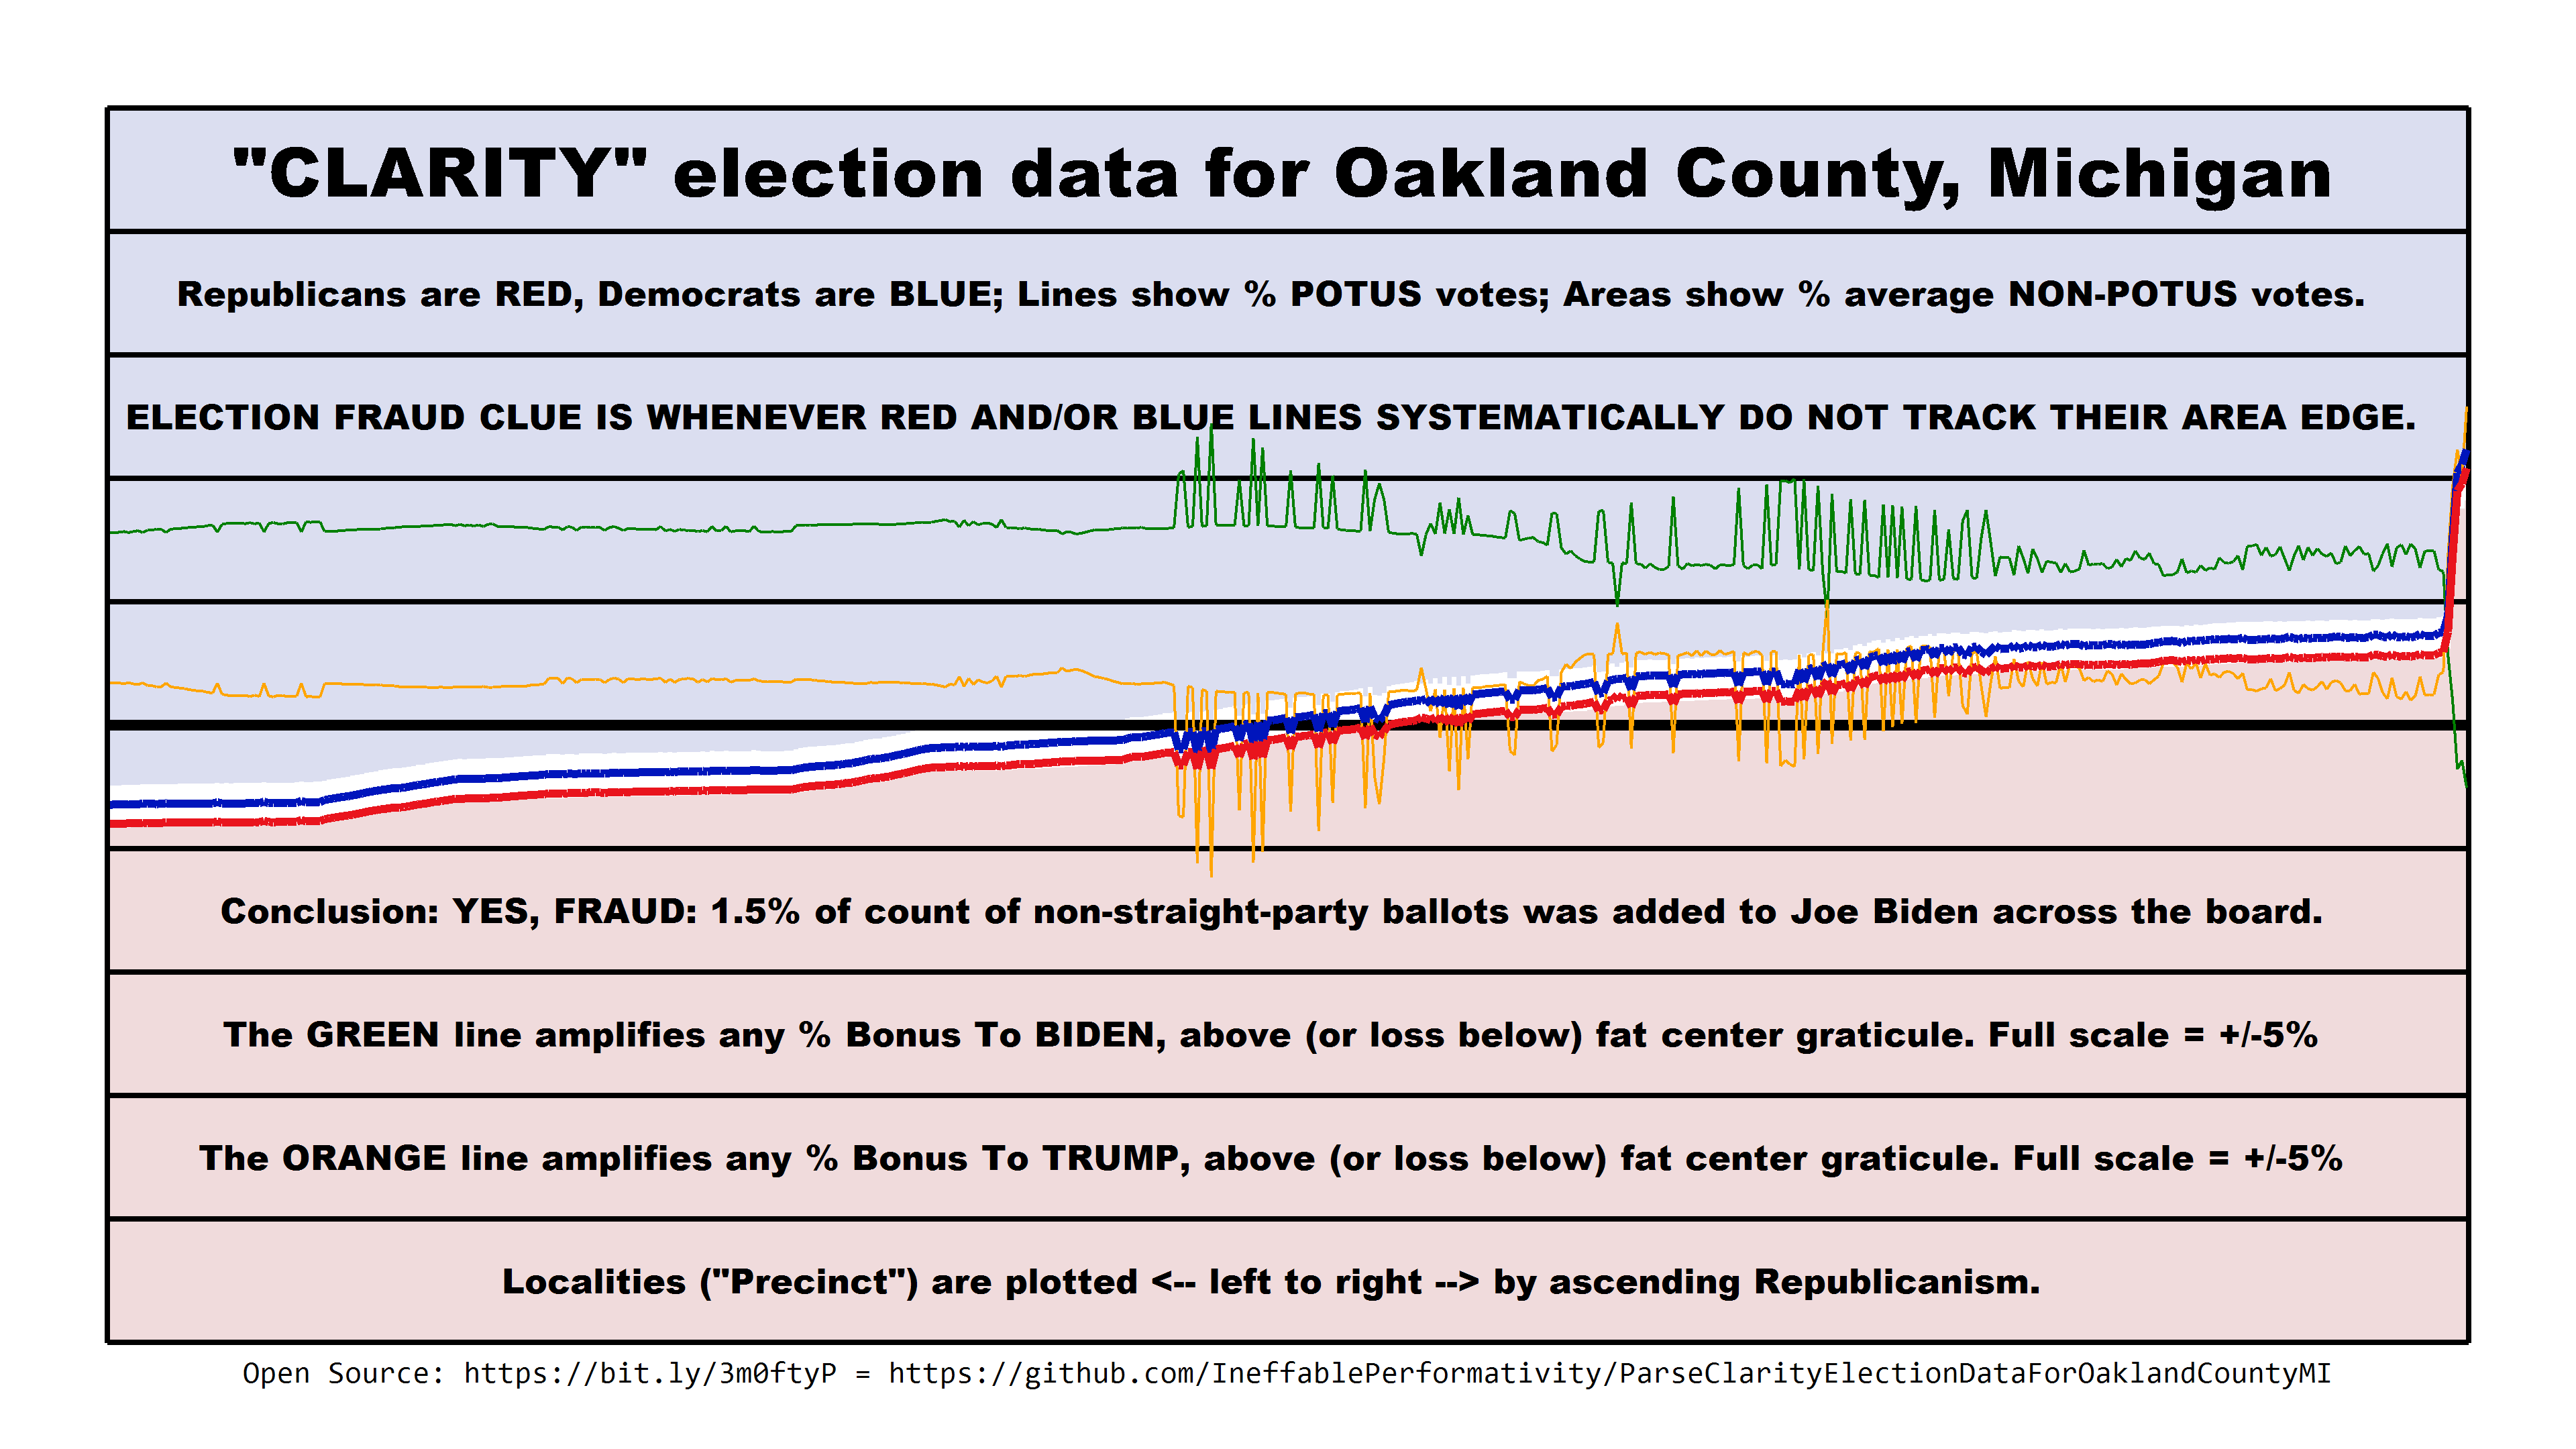 "CLARITY" election data for Oakland County, Michigan
Republicans are RED, Democrats are BLUE; Lines show % POTUS votes; Areas show % average NON-POTUS votes.
ELECTION FRAUD CLUE IS WHENEVER RED AND/OR BLUE LINES SYSTEMATICALLY DO NOT TRACK THEIR AREA EDGE.
Conclusion: YES, FRAUD: 1.5% of count of non-straight-party ballots was added to Joe Biden across the board.
The GREEN line amplifies any % Bonus To BIDEN, above (or loss below) fat center graticule. Full scale = +/-5%
The ORANGE line amplifies any % Bonus To TRUMP, above (or loss below) fat center graticule. Full scale = +/-5%
Localities ("Precinct") are plotted <-- left to right --> by ascending Republicanism.
Open Source: https://bit.ly/3m0ftyP = https://github.com/IneffablePerformativity/ParseClarityElectionDataForOaklandCountyMI